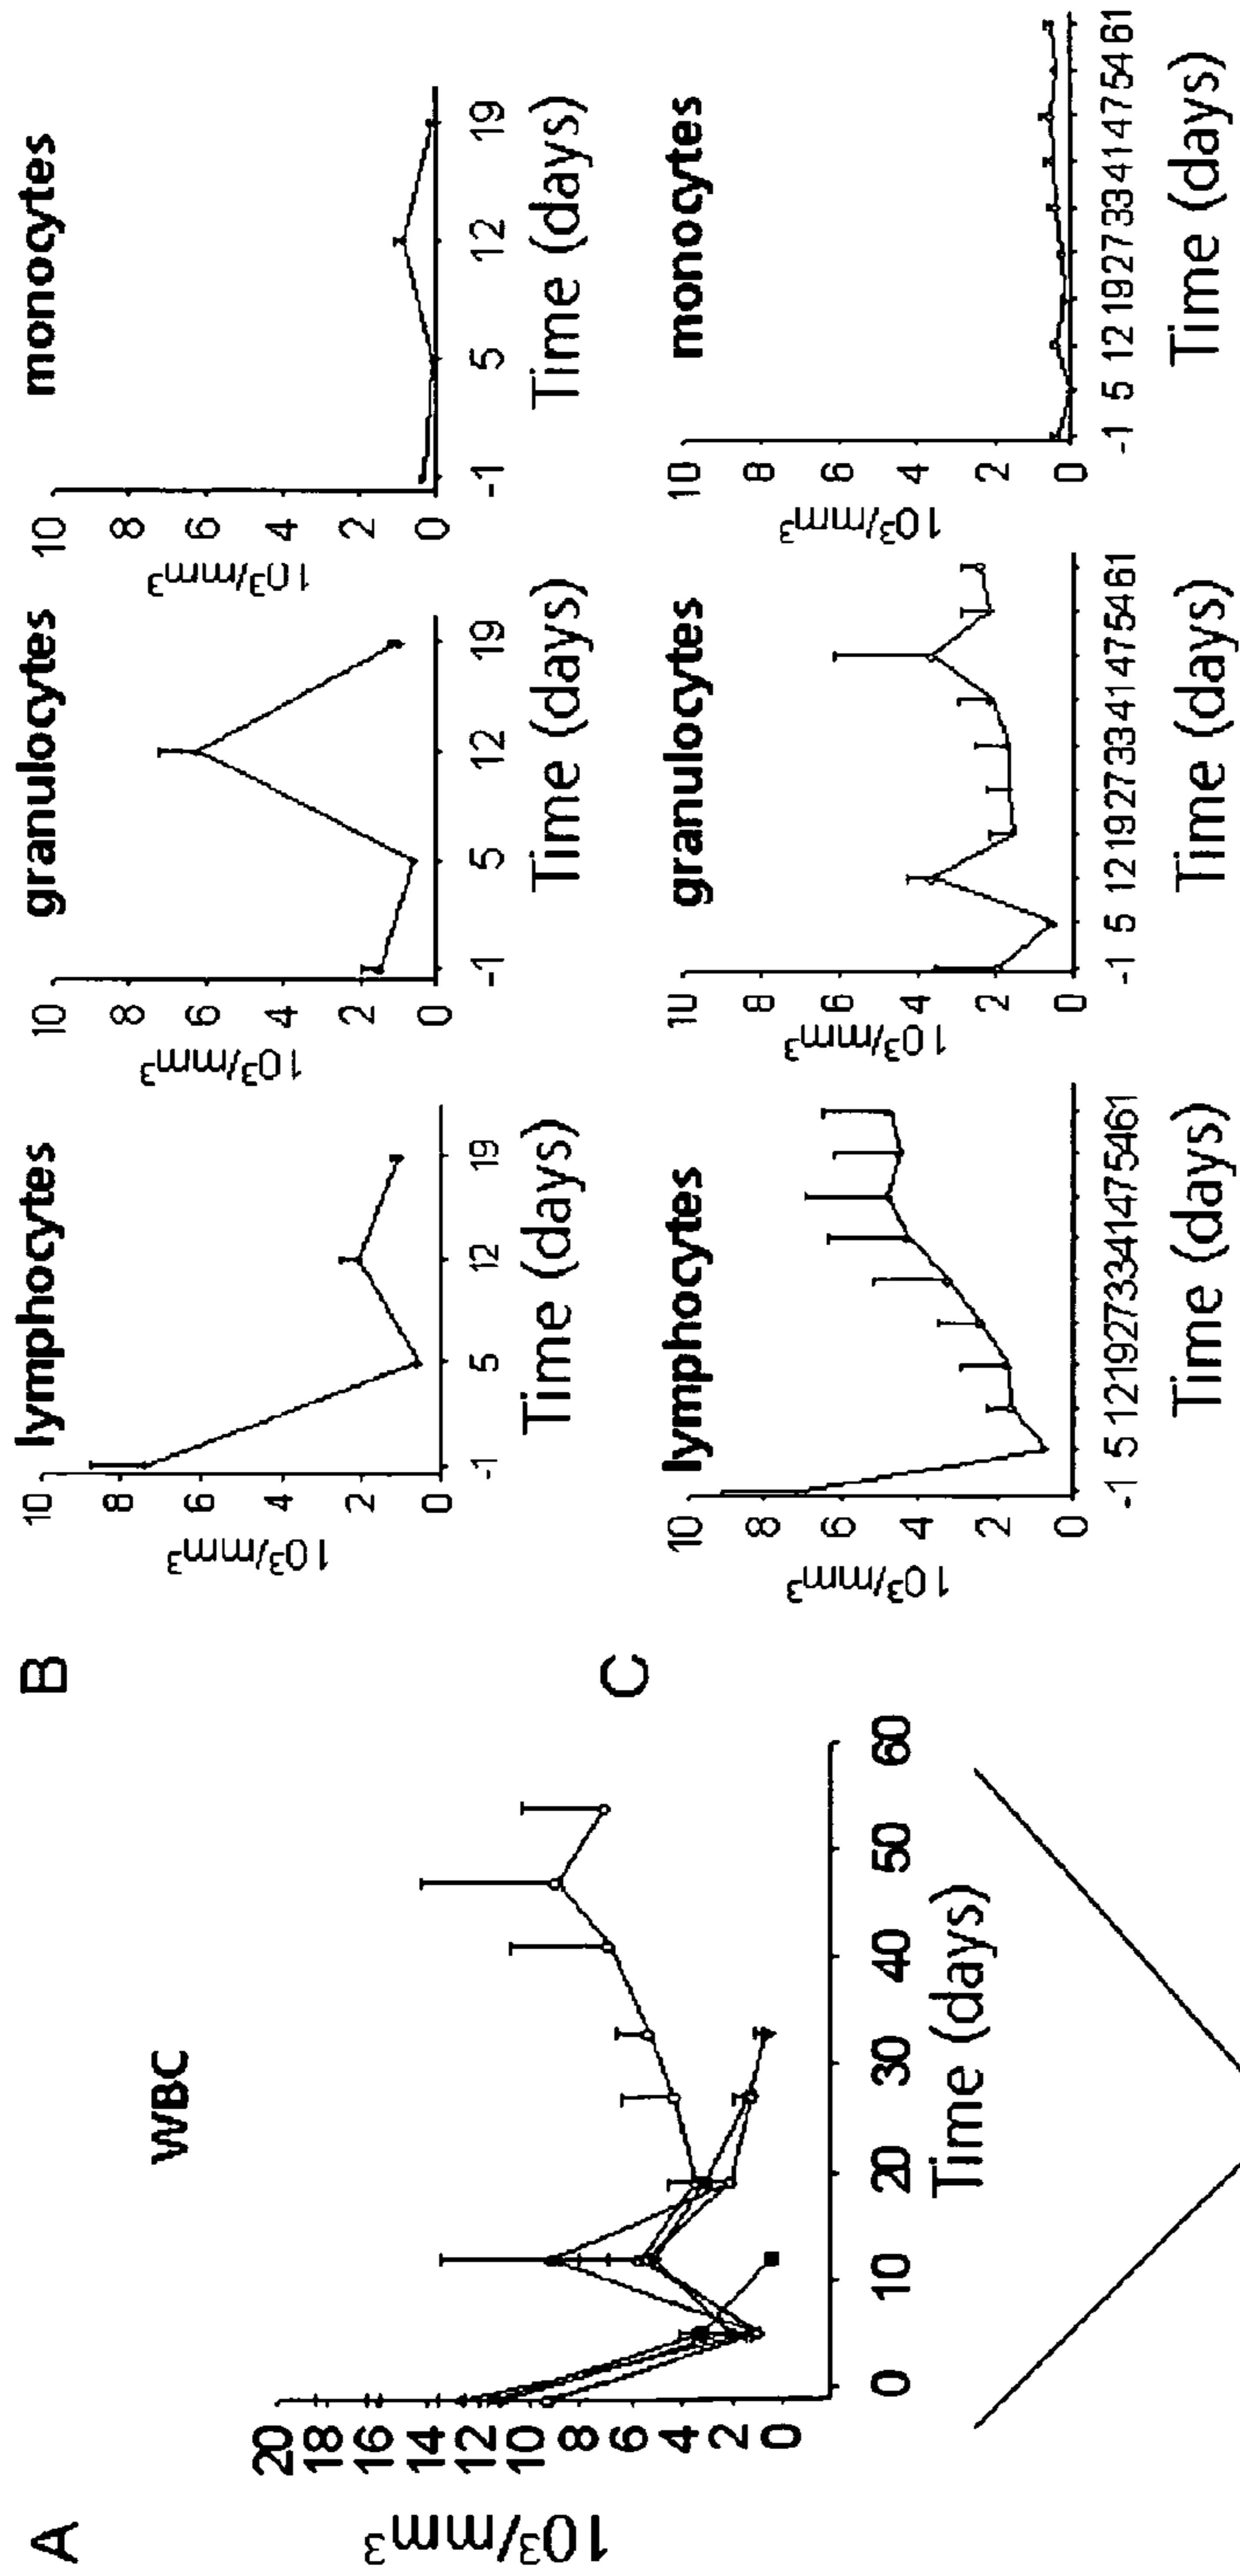 A
WBC
10³/mm³
20
18
16
14
12
10
8
6
4
2
0
0 10 20 30 40 50 60
Time (days)
B
lymphocytes
10³/mm³
10
8
6
4
2
0
-1 5 12 19
Time (days)
granulocytes
10³/mm³
10
8
6
4
2
0
-1 5 12 19
Time (days)
monocytes
10³/mm³
10
8
6
4
2
0
-1 5 12 19
Time (days)
C
lymphocytes
10³/mm³
10
8
6
4
2
0
-1 5 12 19 27 33 41 47 54 61
Time (days)
granulocytes
10³/mm³
10
8
6
4
2
0
-1 5 12 19 27 33 41 47 54 61
Time (days)
monocytes
10³/mm³
10
8
6
4
2
0
-1 5 12 19 27 33 41 47 54 61
Time (days)